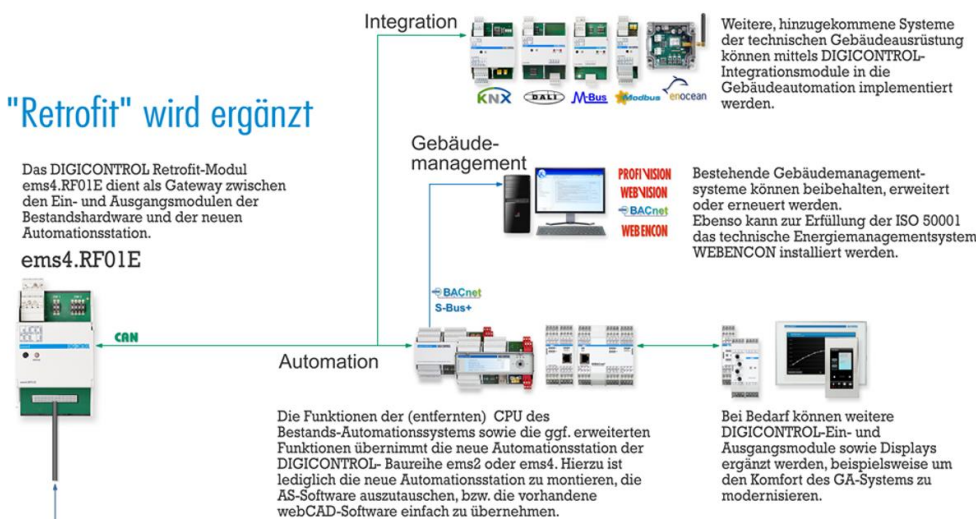 "Retrofit" wird ergänzt
Das DIGICONTROL Retrofit-Modul
ems4.RF01E dient als Gateway zwischen
den Ein- und Ausgangsmodulen der
Bestandshardware und der neuen
Automationsstation.
ems4.RF01E
CAN
Integration
KNX
DALI
M-Bus
Modbus
enocean
Weitere, hinzugekommene Systeme
der technischen Gebäudeausrüstung
können mittels DIGICONTROL-
Integrationsmodule in die
Gebäudeautomation implementiert
werden.
Gebäude-
management
PROFI VISION
WEB VISION
BACnet
WEB ENCON
Bestehende Gebäudemanagement-
systeme können beibehalten, erweitert
oder erneuert werden.
Ebenso kann zur Erfüllung der ISO 50001
das technische Energiemanagementsystem
WEBENCON installiert werden.
BACnet
S-Bus+
Automation
Die Funktionen der (entfernten) CPU des
Bestands-Automationssystems sowie die ggf. erweiterten
Funktionen übernimmt die neue Automationsstation der
DIGICONTROL- Baureihe ems2 oder ems4. Hierzu ist
lediglich die neue Automationsstation zu montieren, die
AS-Software auszutauschen, bzw. die vorhandene
webCAD-Software einfach zu übernehmen.
Bei Bedarf können weitere
DIGICONTROL-Ein- und
Ausgangsmodule sowie Displays
ergänzt werden, beispielsweise um
den Komfort des GA-Systems zu
modernisieren.